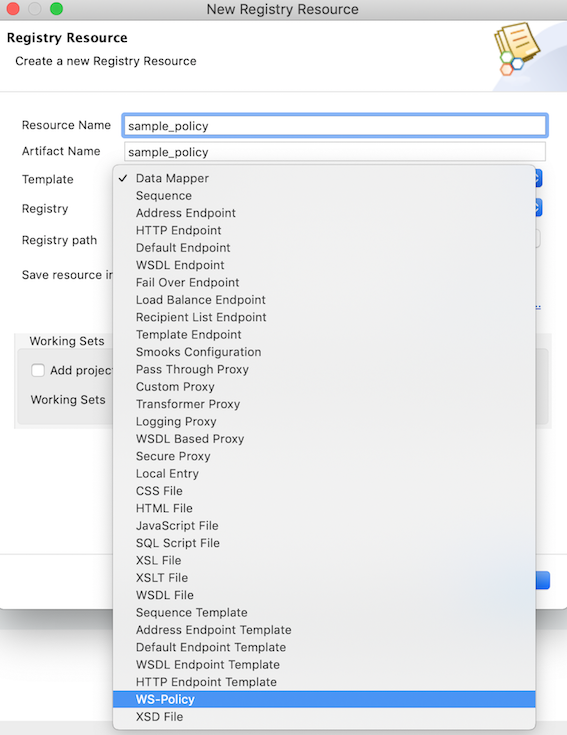 New Registry Resource
Registry Resource
Create a new Registry Resource
Resource Name sample_policy
Artifact Name sample_policy
Template
Registry
Registry path
Save resource in
Working Sets
Add project
Working Sets
✓ Data Mapper
Sequence
Address Endpoint
HTTP Endpoint
Default Endpoint
WSDL Endpoint
Fail Over Endpoint
Load Balance Endpoint
Recipient List Endpoint
Template Endpoint
Smooks Configuration
Pass Through Proxy
Custom Proxy
Transformer Proxy
Logging Proxy
WSDL Based Proxy
Secure Proxy
Local Entry
CSS File
HTML File
JavaScript File
SQL Script File
XSL File
XSLT File
WSDL File
Sequence Template
Address Endpoint Template
Default Endpoint Template
WSDL Endpoint Template
HTTP Endpoint Template
WS-Policy
XSD File